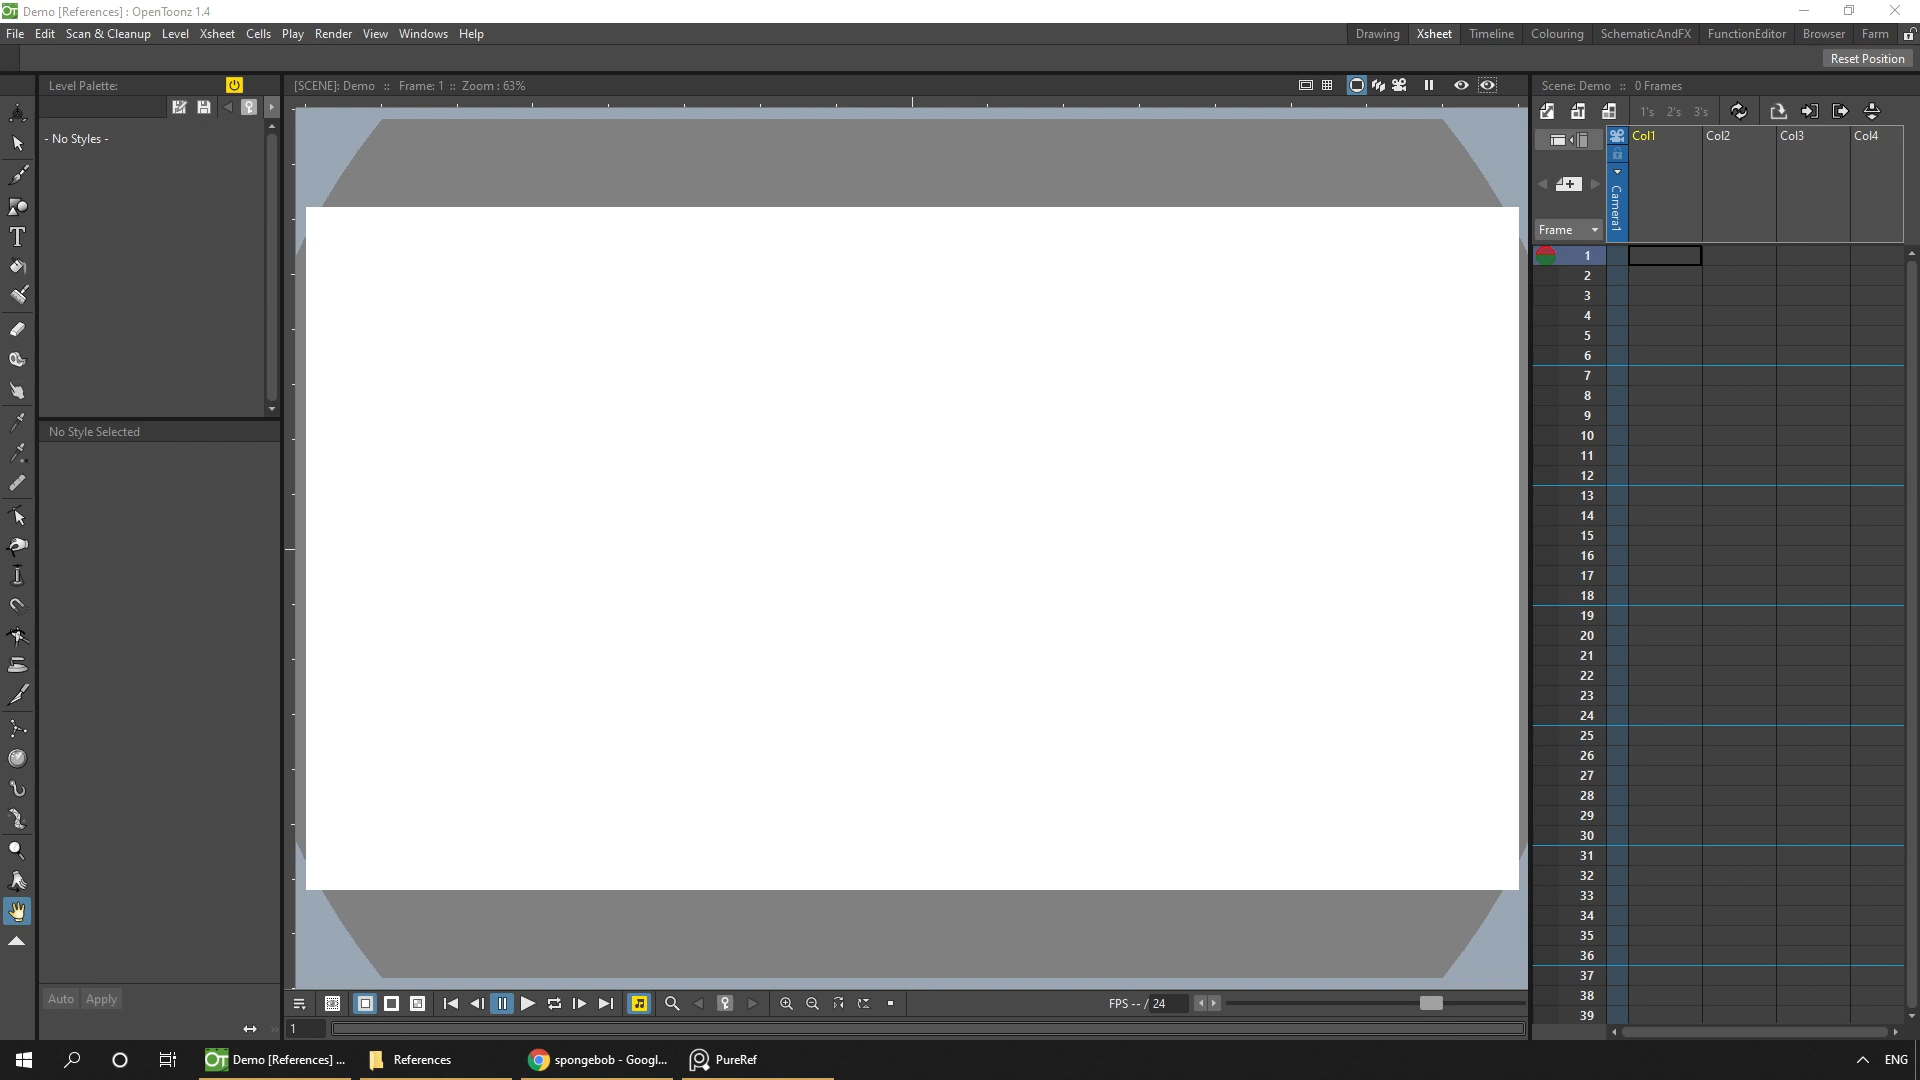 Demo [References] : OpenToonz 1.4
File Edit Scan & Cleanup Level Xsheet Cells Play Render View Windows Help
Drawing Xsheet Timeline Colouring SchematicAndFX FunctionEditor Browser Farm
Reset Position
Level Palette:
- No Styles -
No Style Selected
Auto Apply
[SCENE]: Demo :: Frame: 1 :: Zoom : 63%
FPS -- / 24
1
Scene: Demo :: 0 Frames
1's 2's 3's
Col1 Col2 Col3 Col4
Camera1
Frame
1
2
3
4
5
6
7
8
9
10
11
12
13
14
15
16
17
18
19
20
21
22
23
24
25
26
27
28
29
30
31
32
33
34
35
36
37
38
39
Demo [References] ...
References
spongebob - Googl...
PureRef
ENG